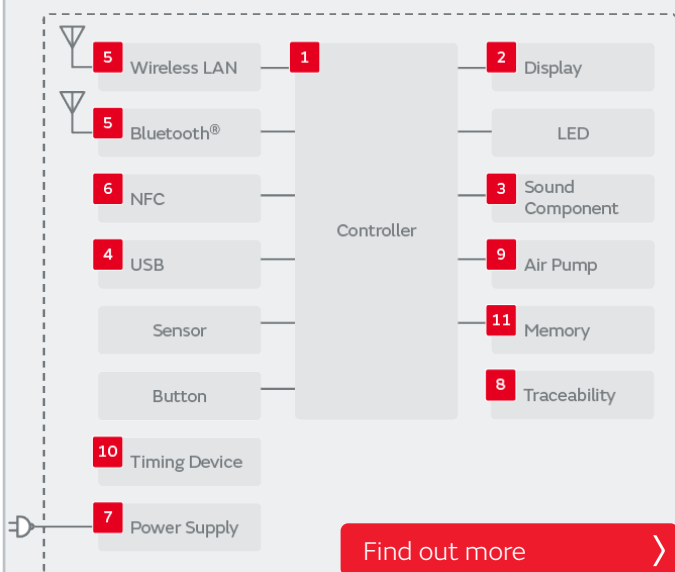 5 Wireless LAN
5 Bluetooth®
6 NFC
4 USB
Sensor
Button
10 Timing Device
7 Power Supply
1
Controller
2 Display
LED
3 Sound
Component
9 Air Pump
11 Memory
8 Traceability
Find out more